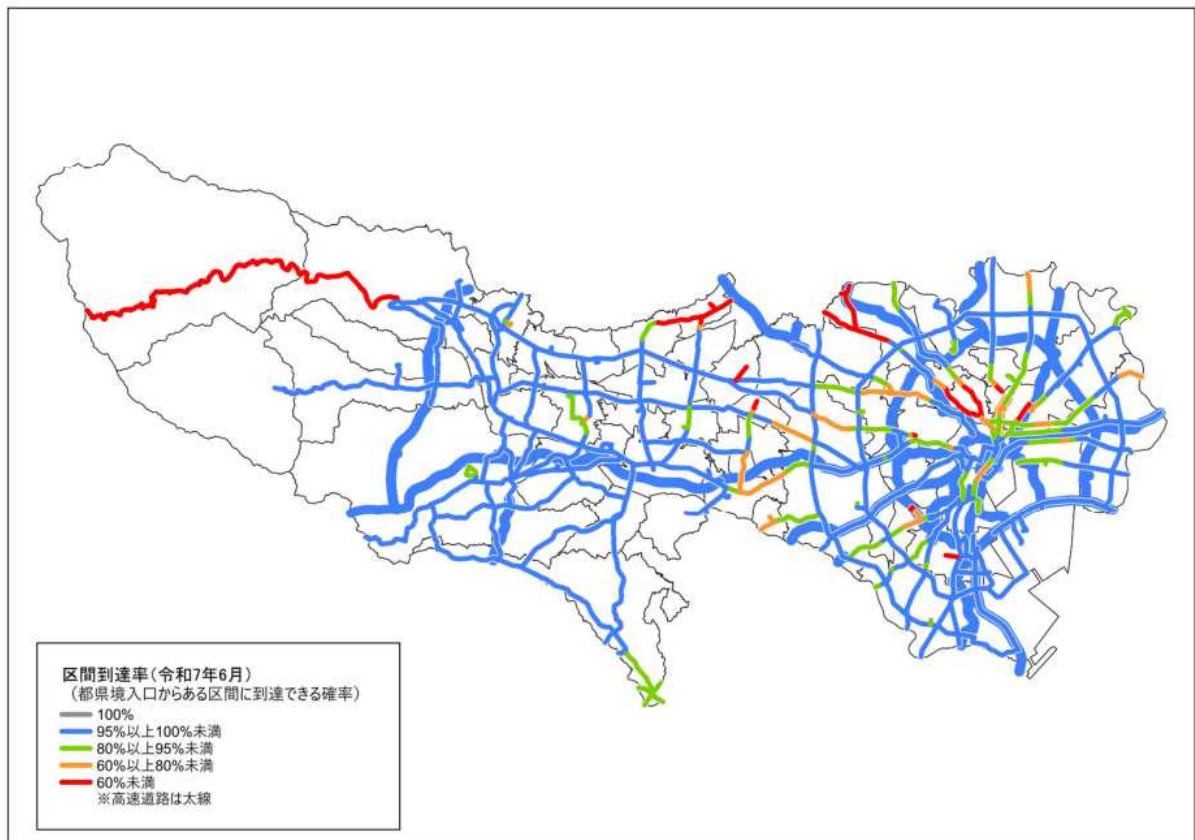 区間到達率(令和7年6月)
(都県境入口からある区間に到達できる確率)
100%
95%以上100%未満
80%以上95%未満
60%以上80%未満
60%未満
※高速道路は太線